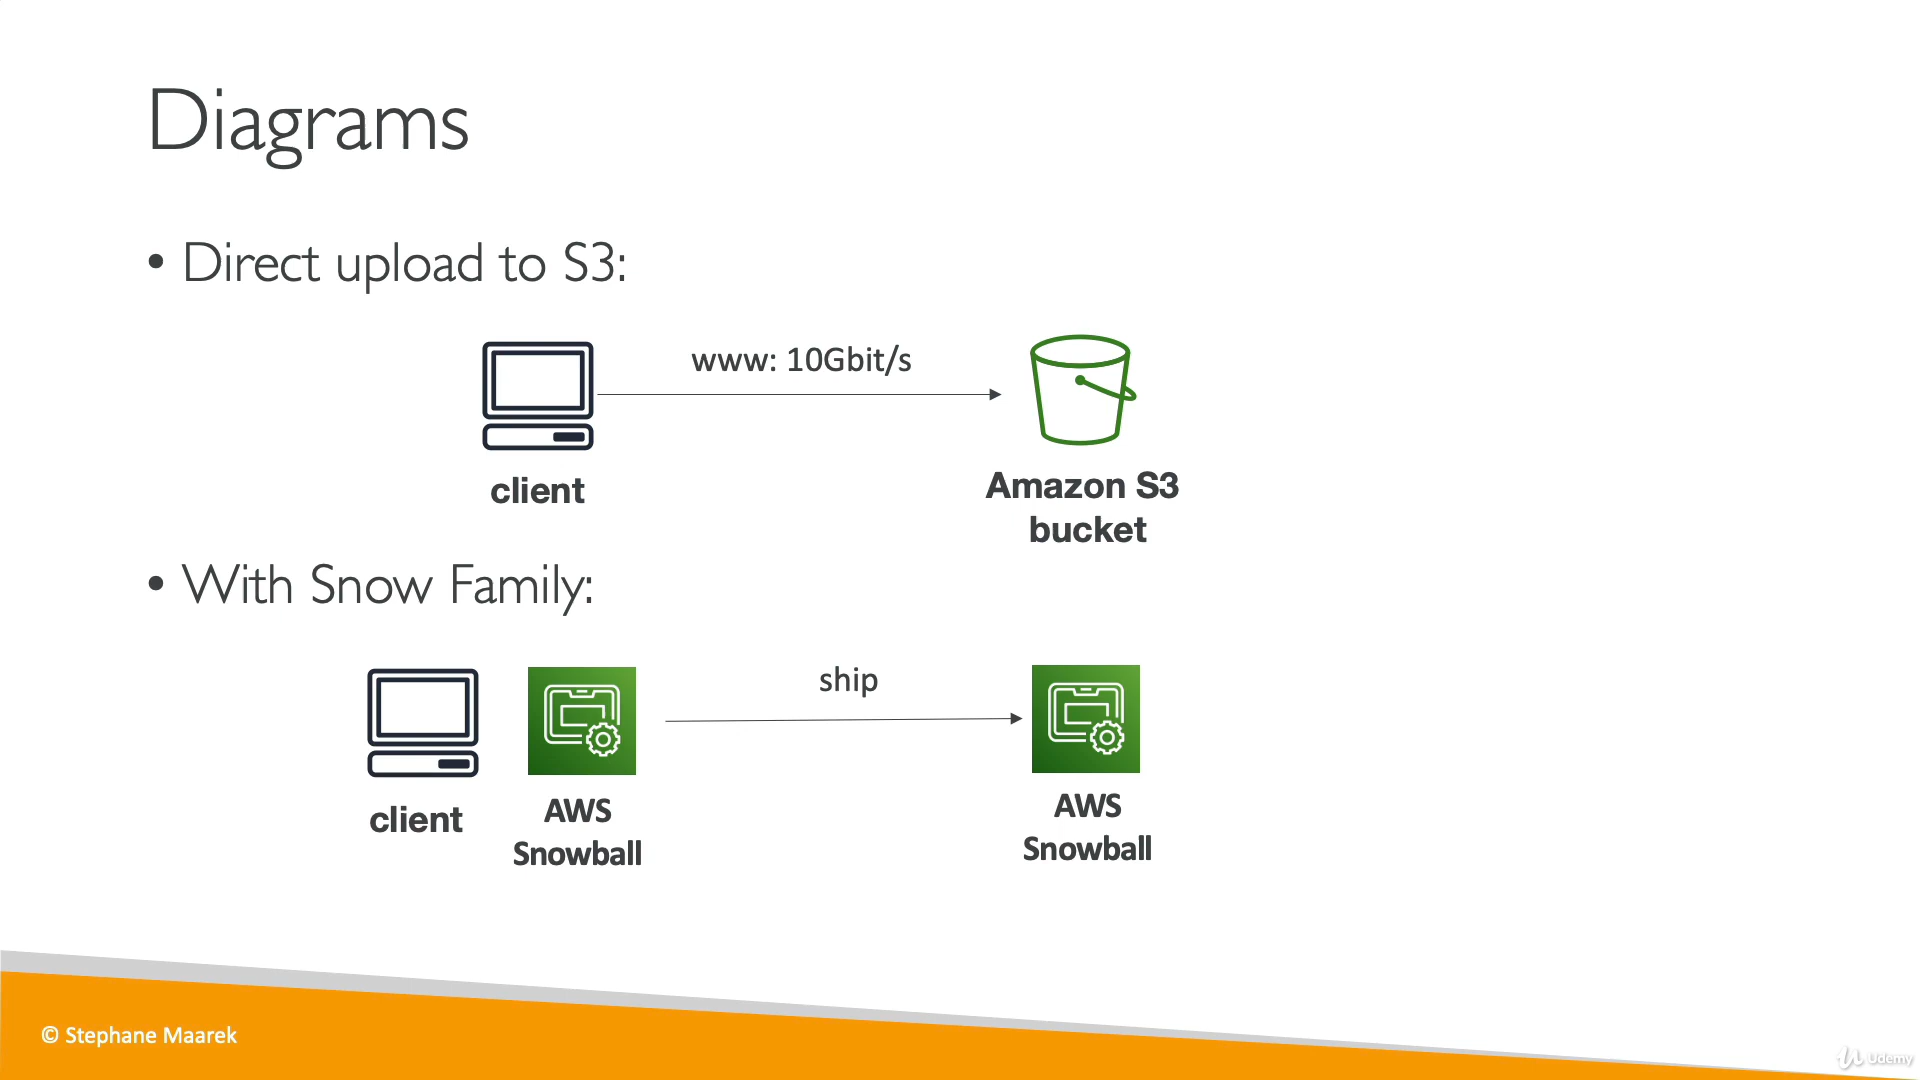 Diagrams
• Direct upload to S3:
www: 10Gbit/s
client
Amazon S3
bucket
• With Snow Family:
ship
client
AWS
Snowball
AWS
Snowball
© Stephane Maarek
Udemy